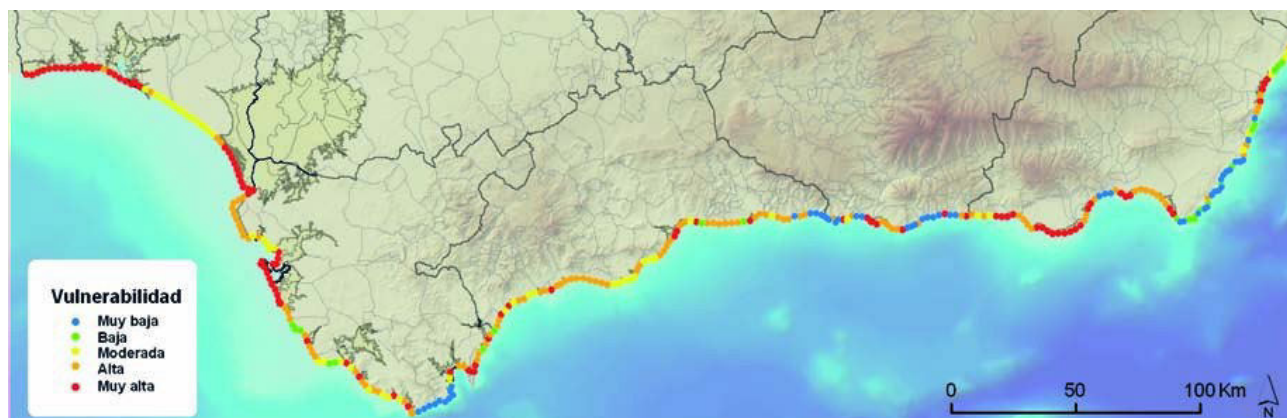 Vulnerabilidad
Muy baja
Baja
Moderada
Alta
Muy alta
0 50 100 Km
N